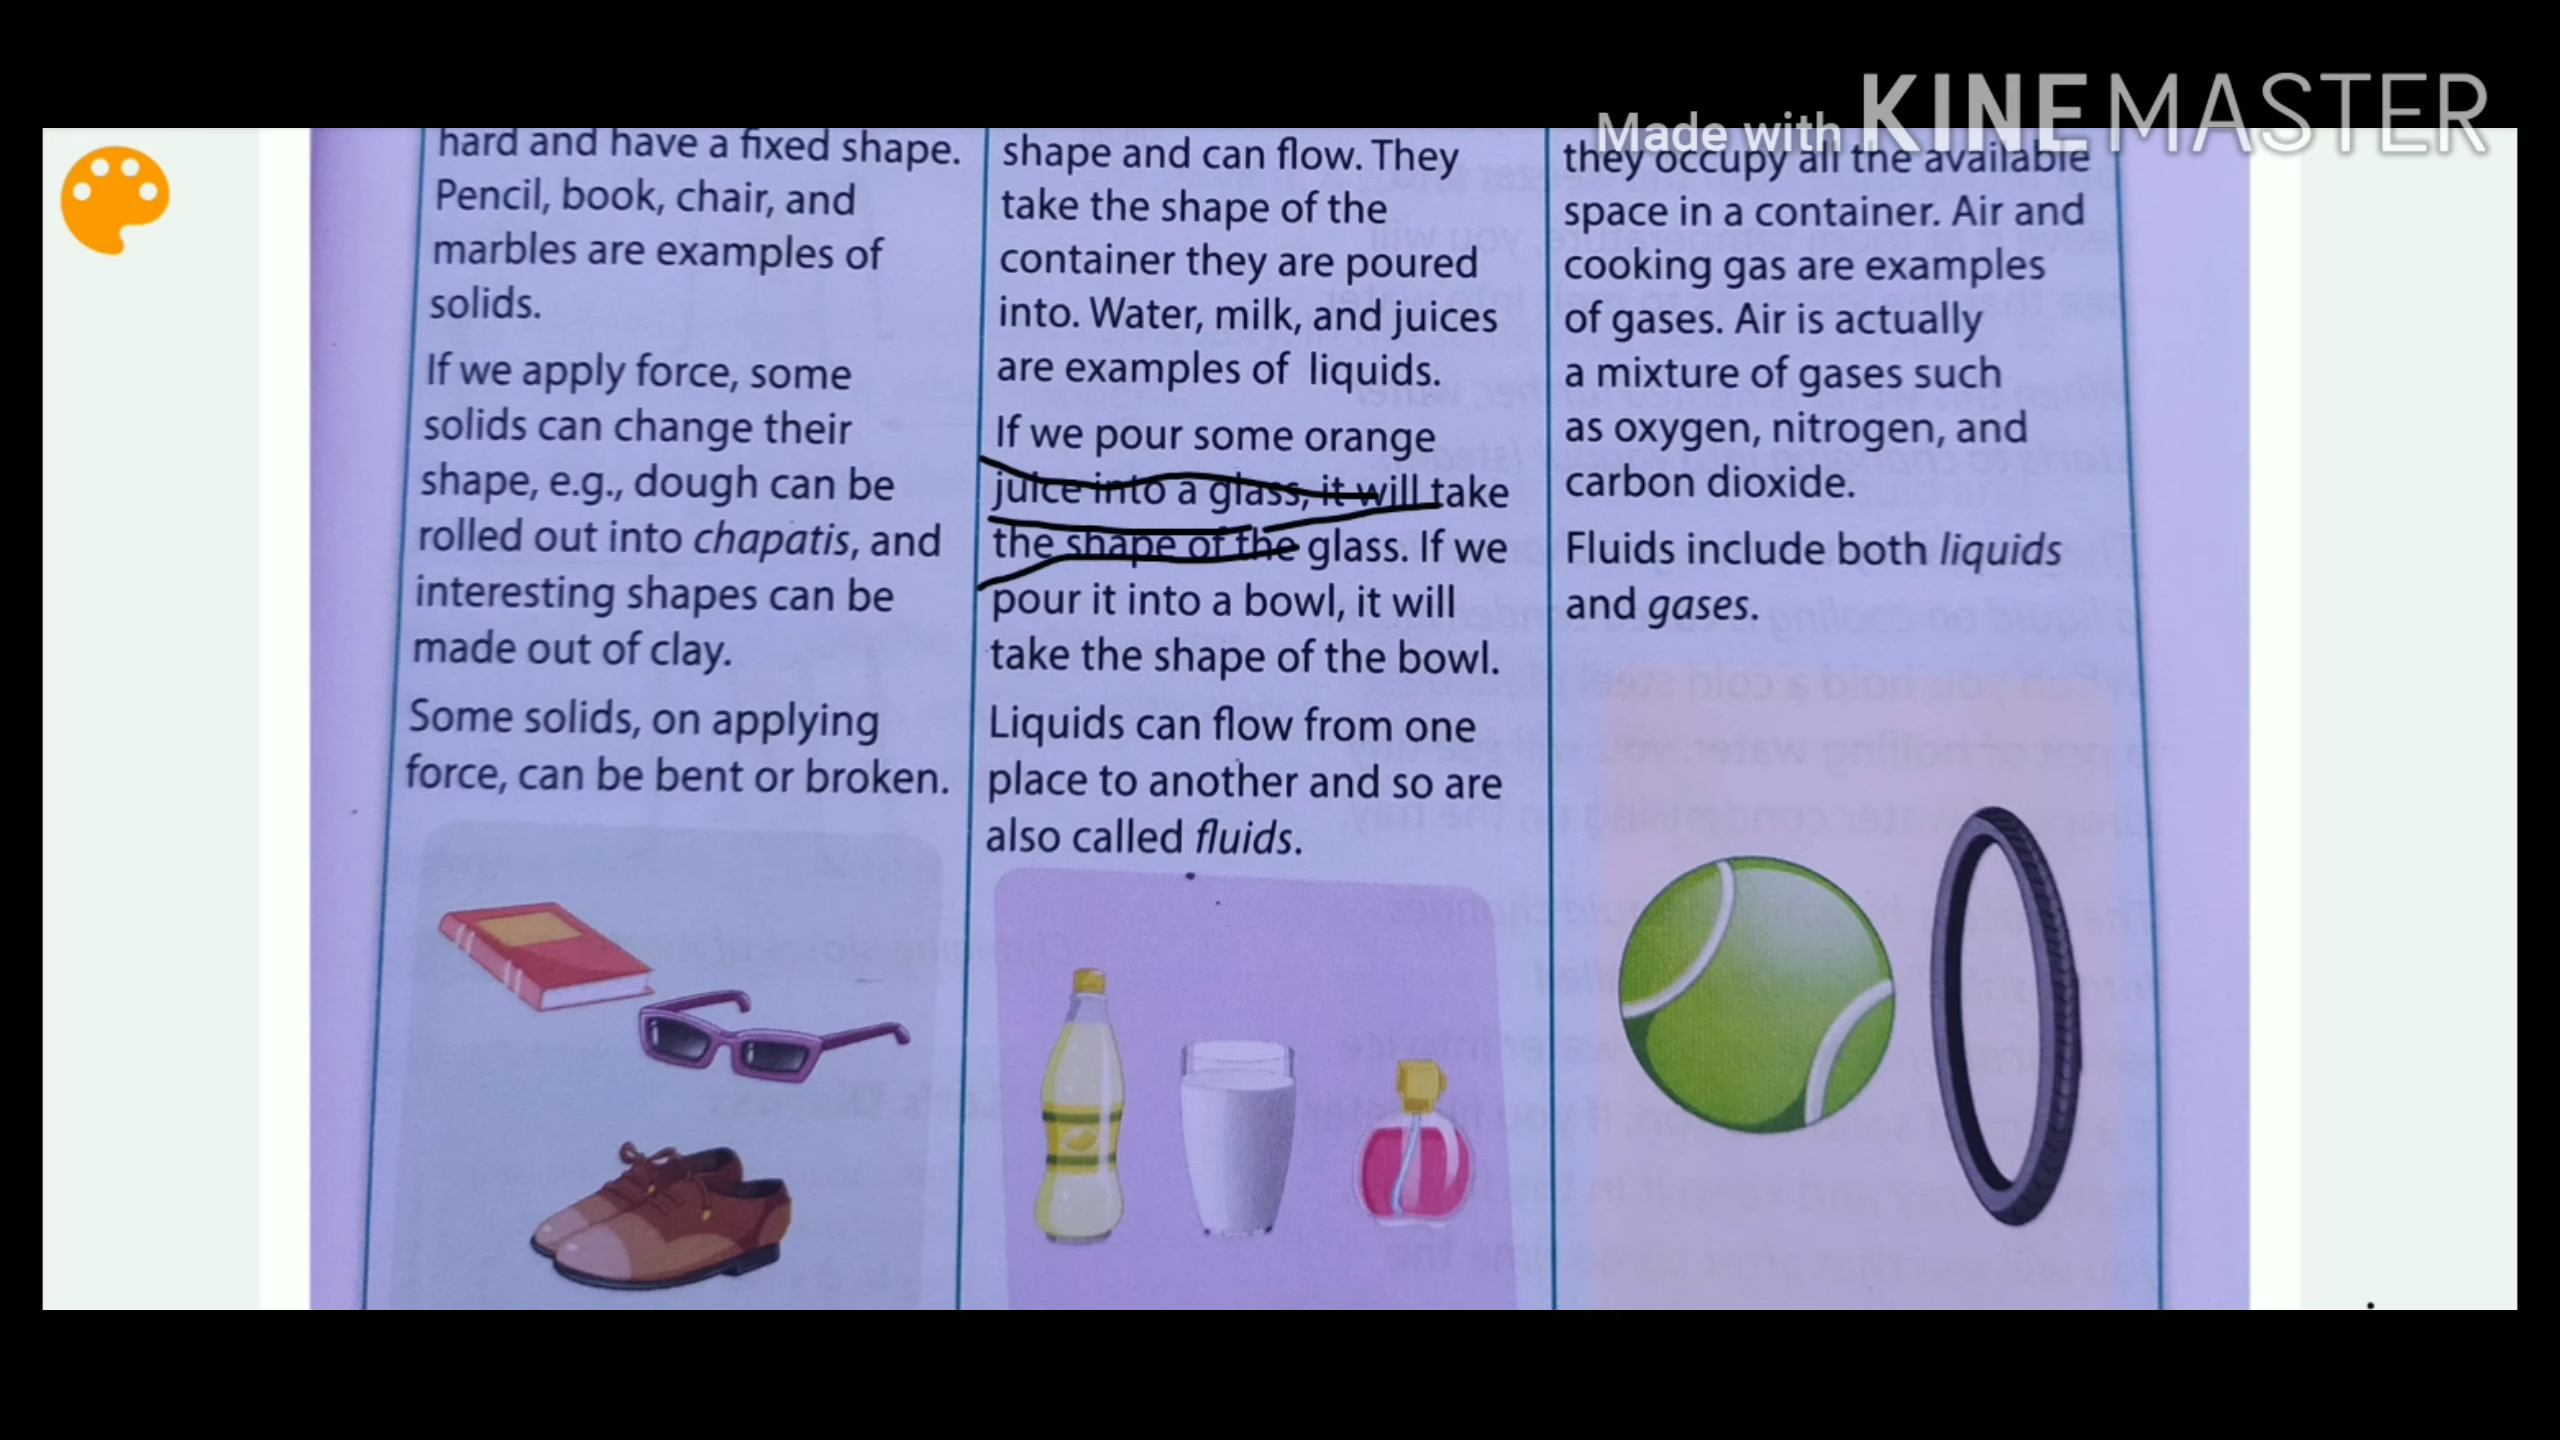 Made with KINEMASTER
hard and have a fixed shape.
Pencil, book, chair, and
marbles are examples of
solids.
If we apply force, some
solids can change their
shape, e.g., dough can be
rolled out into chapatis, and
interesting shapes can be
made out of clay.
Some solids, on applying
force, can be bent or broken.
shape and can flow. They
take the shape of the
container they are poured
into. Water, milk, and juices
are examples of liquids.
If we pour some orange
juice into a glass, it will take
the shape of the glass. If we
pour it into a bowl, it will
take the shape of the bowl.
Liquids can flow from one
place to another and so are
also called fluids.
they occupy all the available
space in a container. Air and
cooking gas are examples
of gases. Air is actually
a mixture of gases such
as oxygen, nitrogen, and
carbon dioxide.
Fluids include both liquids
and gases.